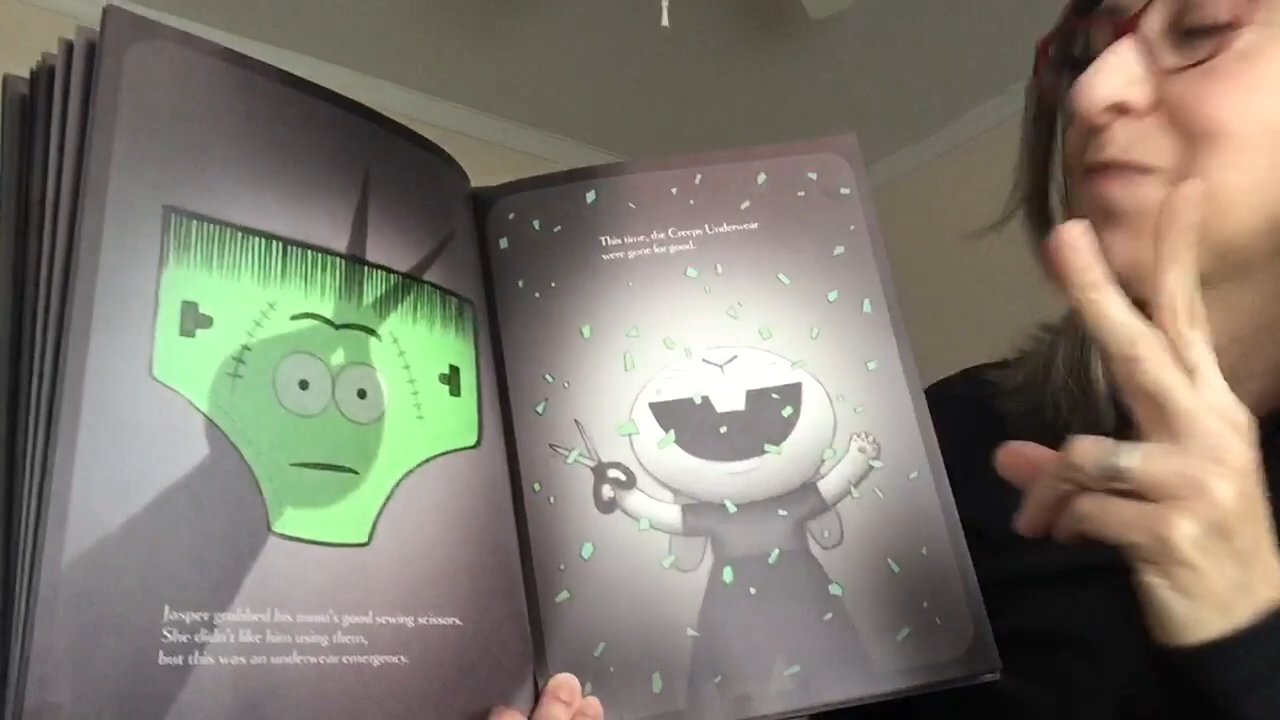 Jasper grabbed his mom's good sewing scissors.
She didn't like him using them,
but this was an underwear emergency.
This time, the Creepy Underwear
were gone for good.